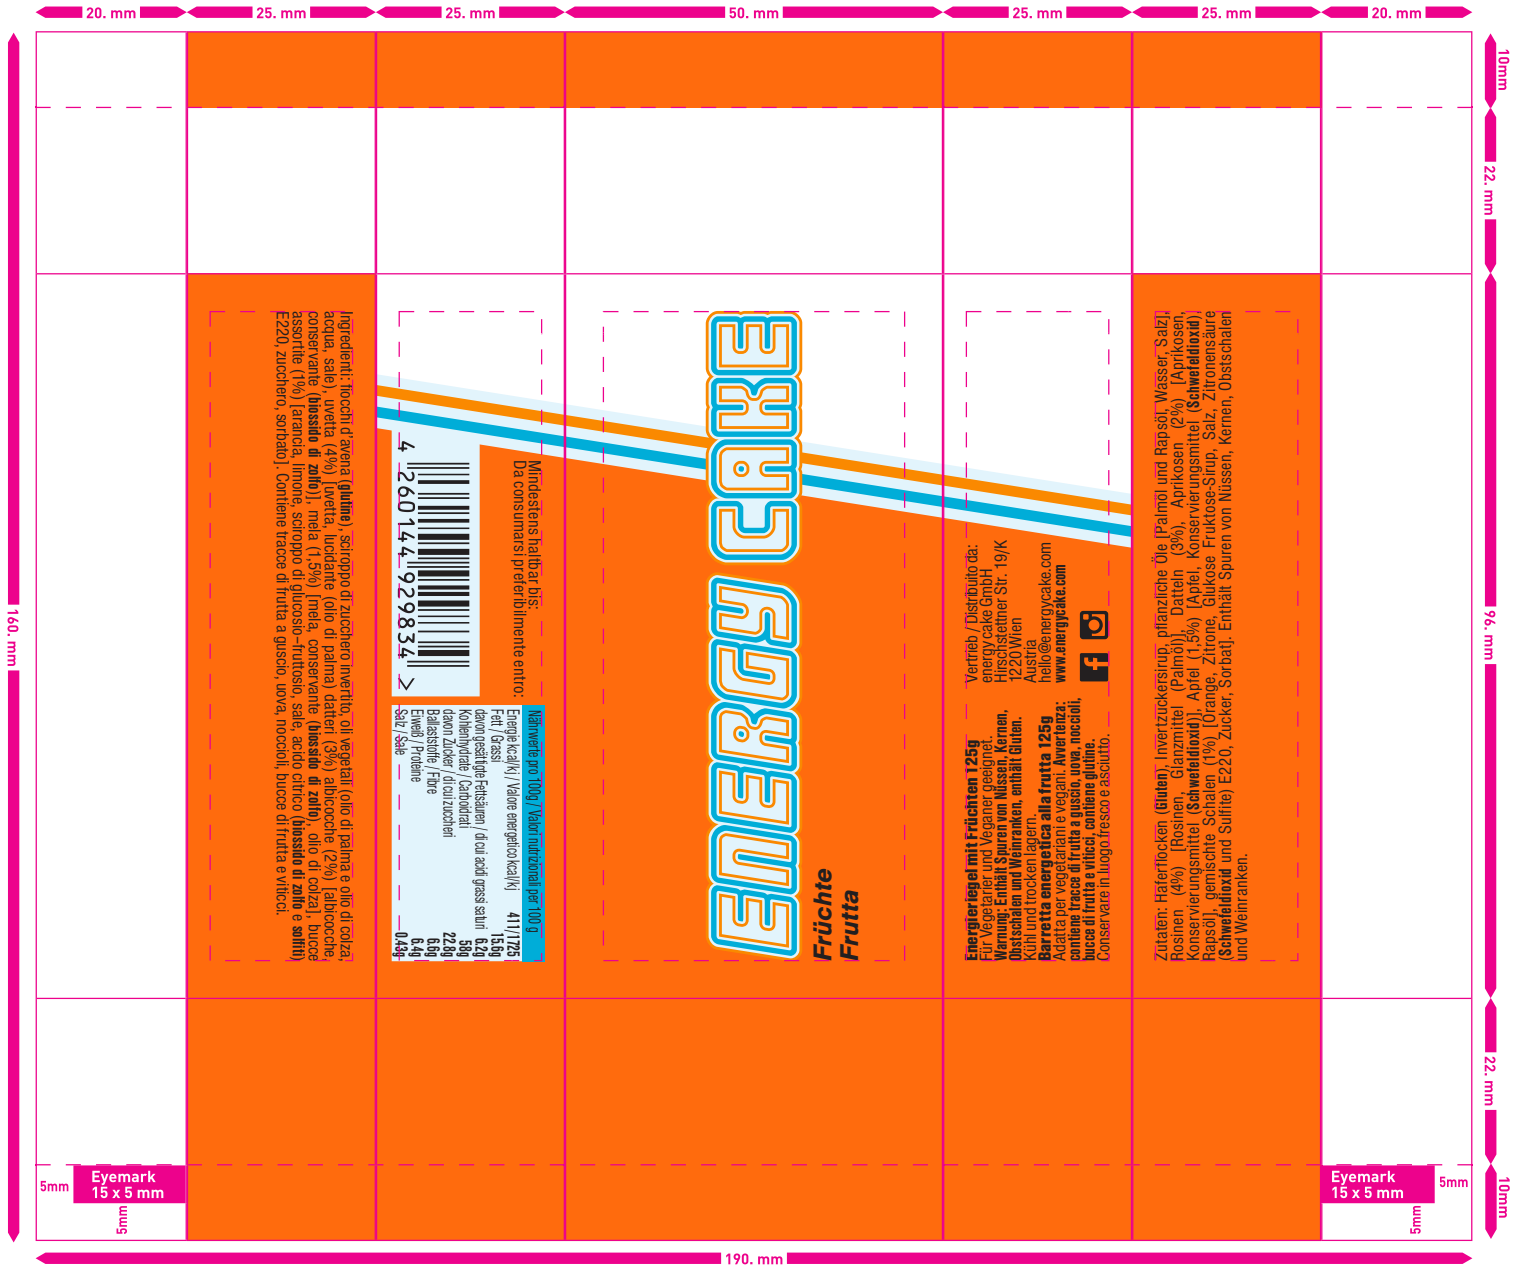 20. mm
25. mm
25. mm
50. mm
25. mm
25. mm
20. mm
10mm
22. mm
96. mm
22. mm
10mm
160. mm
190. mm
Ingredienti: fiocchi d'avena (glutine), sciroppo di zucchero invertito, oli vegetali (olio di palma e olio di colza,
acqua, sale), uvetta (4%) [uvetta, lucidante (olio di palma) datteri (3%) albicocche (2%) [albicocche,
conservante (biossido di zolfo)], mela (1,5%) [mela, conservante (biossido di zolfo), olio di colza], bucce
assortite (1%) [arancia, limone, sciroppo di glucosio-fruttosio, sale, acido citrico (biossido di zolfo e solfiti)
E220, zucchero, sorbato]. Contiene tracce di frutta a guscio, uova, noccioli, bucce di frutta e viticci.
Mindestens haltbar bis:
Da consumarsi preferibilmente entro:
4 260144 929834 >
Nährwerte pro 100g / Valori nutrizionali per 100 g
Energie kcal/kj / Valore energetico kcal/kj 411/1725
Fett / Grassi 15.6g
davon gesättigte Fettsäuren / di cui acidi grassi saturi 6.2g
Kohlenhydrate / Carboidrati 58g
davon Zucker / di cui zuccheri 22.8g
Ballaststoffe / Fibre 6.6g
Eiweiß / Proteine 6.4g
Salz / Sale 0.43g
ENERGY CAKE
Früchte
Frutta
Energieriegel mit Früchten 125g
Für Vegetarier und Veganer geeignet.
Warnung: Enthält Spuren von Nüssen, Kernen,
Obstschalen und Weinranken, enthält Gluten.
Kühl und trocken lagern.
Barretta energetica alla frutta 125g
Adatta per vegetariani e vegani. Avvertenza:
contiene tracce di frutta a guscio, uova, noccioli,
bucce di frutta e viticci, contiene glutine.
Conservare in luogo fresco e asciutto.
Vertrieb / Distribuito da:
energy cake GmbH
Hirschstettner Str. 19/K
1220 Wien
Austria
hello@energycake.com
www.energycake.com
f
Zutaten: Haferflocken (Gluten), Invertzuckersirup, pflanzliche Öle [Palmöl und Rapsöl, Wasser, Salz],
Rosinen (4%) [Rosinen, Glanzmittel (Palmöl)], Datteln (3%), Aprikosen (2%) [Aprikosen,
Konservierungsmittel (Schwefeldioxid)], Apfel (1,5%) [Apfel, Konservierungsmittel (Schwefeldioxid),
Rapsöl], gemischte Schalen (1%) [Orange, Zitrone, Glukose Fruktose-Sirup, Salz, Zitronensäure
(Schwefeldioxid und Sulfite) E220, Zucker, Sorbat]. Enthält Spuren von Nüssen, Kernen, Obstschalen
und Weinranken.
5mm
Eyemark
15 x 5 mm
5mm
Eyemark
15 x 5 mm
5mm
5mm